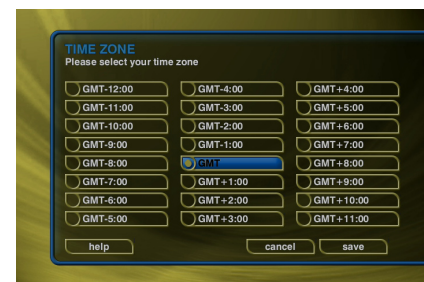 TIME ZONE
Please select your time zone
GMT-12:00 GMT-4:00 GMT+4:00
GMT-11:00 GMT-3:00 GMT+5:00
GMT-10:00 GMT-2:00 GMT+6:00
GMT-9:00 GMT-1:00 GMT+7:00
GMT-8:00 GMT GMT+8:00
GMT-7:00 GMT+1:00 GMT+9:00
GMT-6:00 GMT+2:00 GMT+10:00
GMT-5:00 GMT+3:00 GMT+11:00
help cancel save